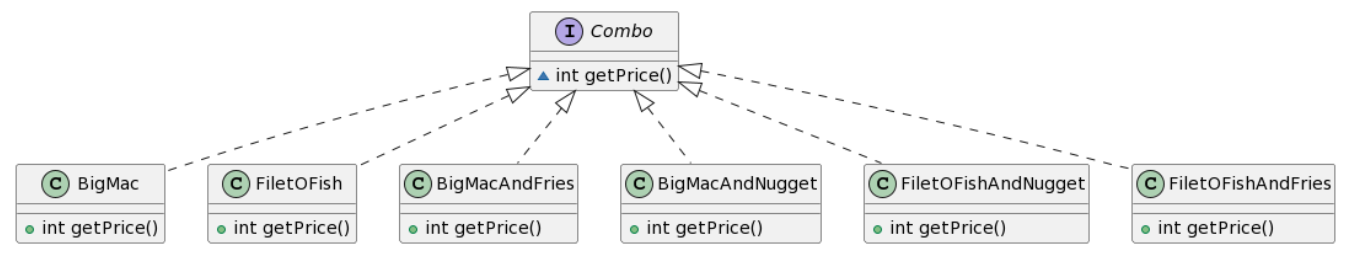 I Combo
int getPrice()
C BigMac
int getPrice()
C FiletOFish
int getPrice()
C BigMacAndFries
int getPrice()
C BigMacAndNugget
int getPrice()
C FiletOFishAndNugget
int getPrice()
C FiletOFishAndFries
int getPrice()